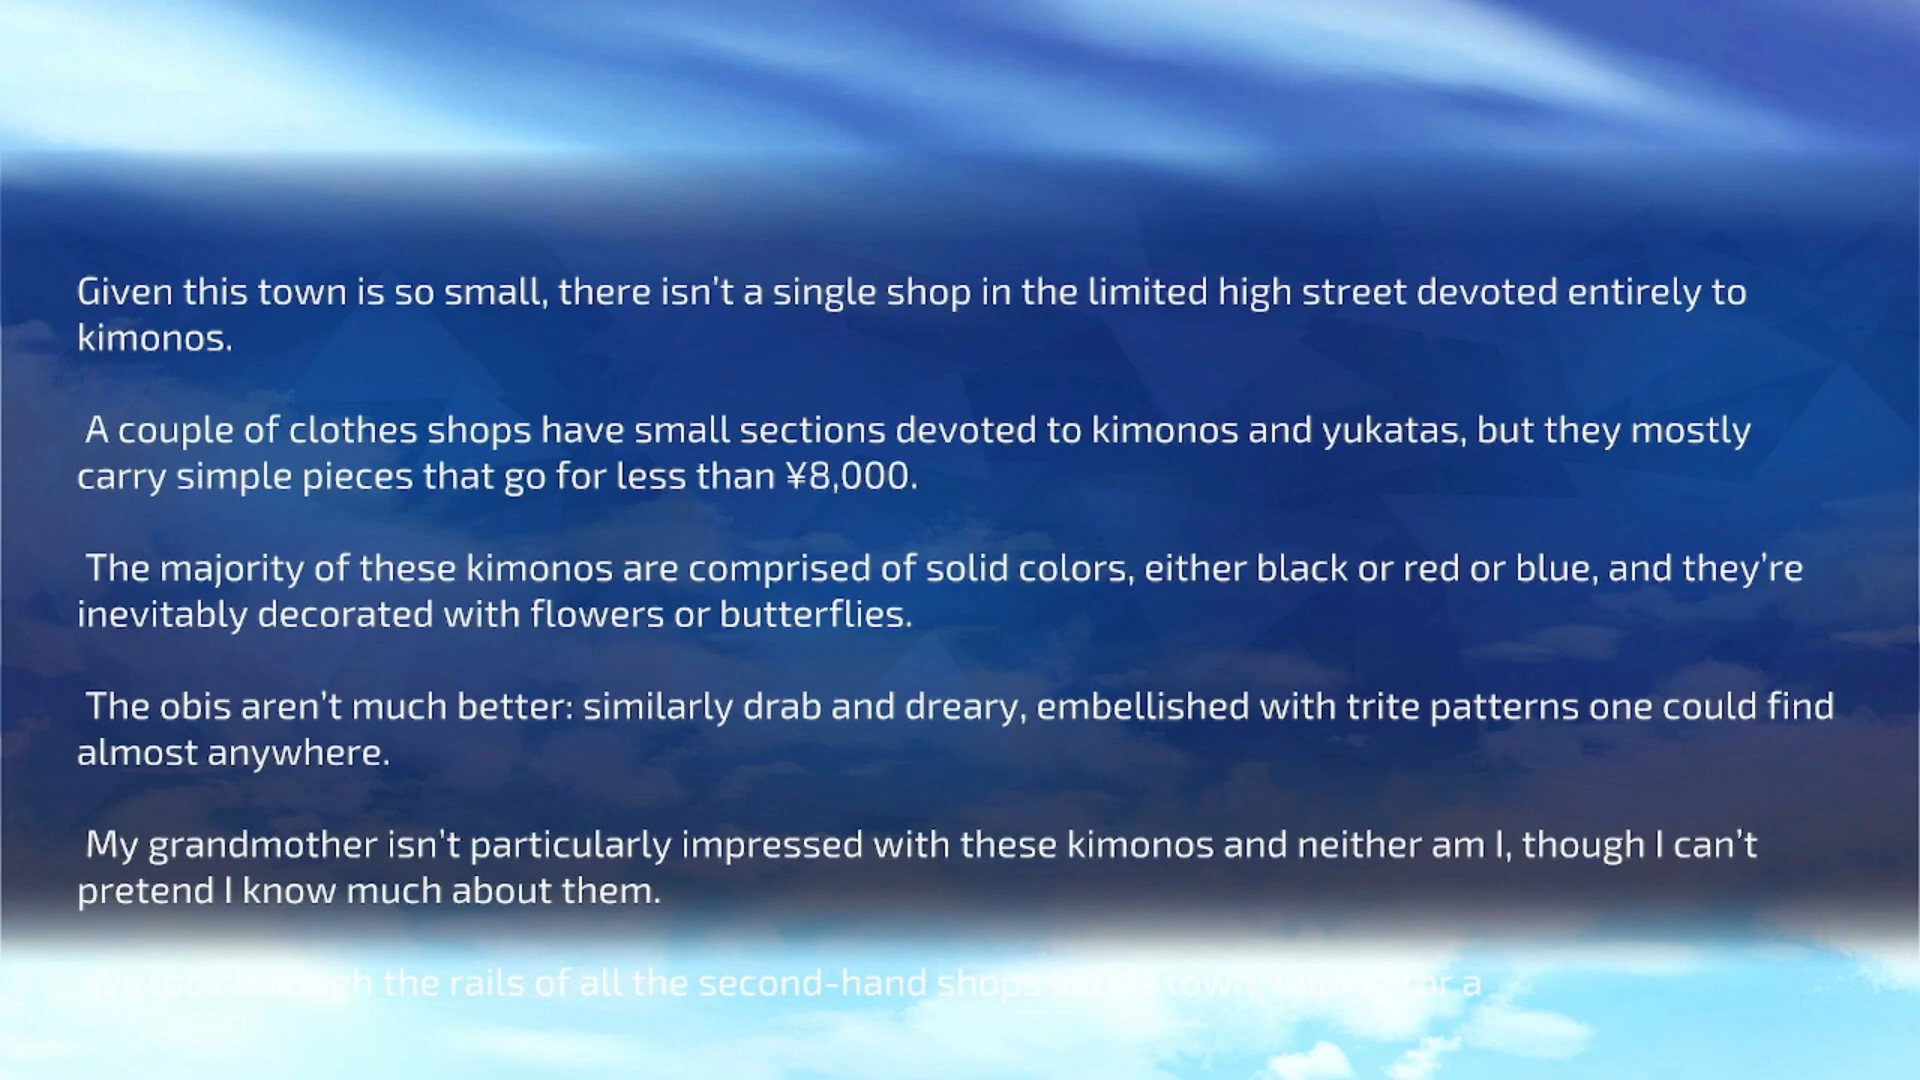 Given this town is so small, there isn't a single shop in the limited high street devoted entirely to
kimonos.
A couple of clothes shops have small sections devoted to kimonos and yukatas, but they mostly
carry simple pieces that go for less than ¥8,000.
The majority of these kimonos are comprised of solid colors, either black or red or blue, and they're
inevitably decorated with flowers or butterflies.
The obis aren't much better: similarly drab and dreary, embellished with trite patterns one could find
almost anywhere.
My grandmother isn't particularly impressed with these kimonos and neither am I, though I can't
pretend I know much about them.
the rails of all the second-hand shops town, a